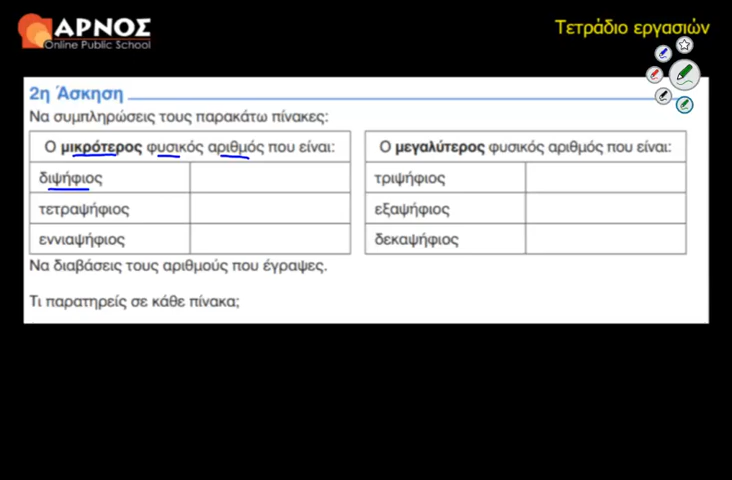 ΑΡΝΟΣ
Online Public School
Τετράδιο εργασιών
2η Άσκηση
Να συμπληρώσεις τους παρακάτω πίνακες:
Ο μικρότερος φυσικός αριθμός που είναι:
διψήφιος
τετραψήφιος
εννιαψήφιος
Ο μεγαλύτερος φυσικός αριθμός που είναι:
τριψήφιος
εξαψήφιος
δεκαψήφιος
Να διαβάσεις τους αριθμούς που έγραψες.
Τι παρατηρείς σε κάθε πίνακα;